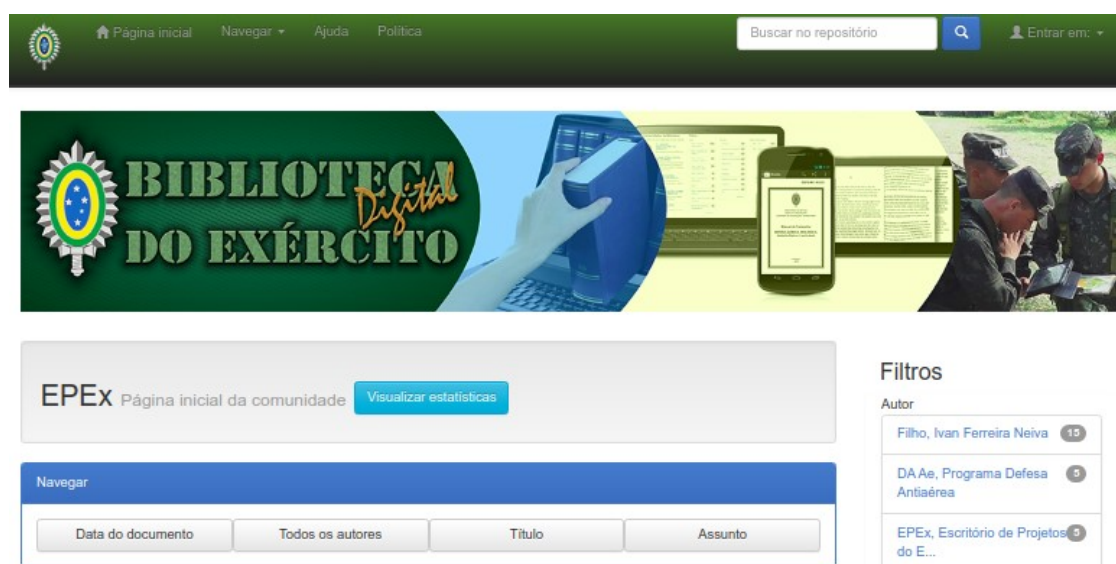 Página inicial Navegar Ajuda Política Buscar no repositório Entrar em:
BIBLIOTECA
Digital
DO EXÉRCITO
EPEx Página inicial da comunidade Visualizar estatísticas
Filtros
Autor
Filho, Ivan Ferreira Neiva 15
DA Ae, Programa Defesa 5
Antiaérea
EPEx, Escritório de Projetos 5
do E...
Navegar
Data do documento Todos os autores Título Assunto